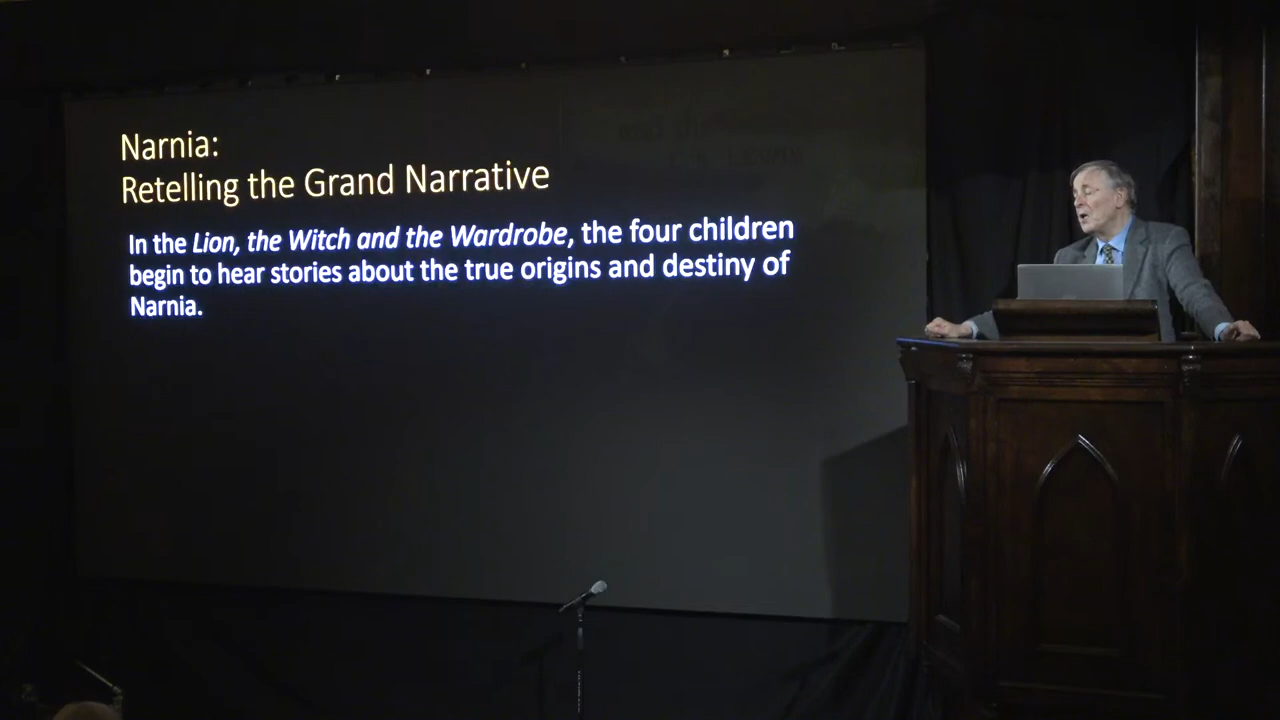 Narnia:
Retelling the Grand Narrative
In the Lion, the Witch and the Wardrobe, the four children
begin to hear stories about the true origins and destiny of
Narnia.